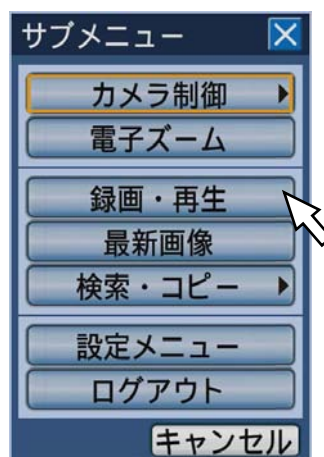 サブメニュー
カメラ制御
電子ズーム
録画・再生
最新画像
検索・コピー
設定メニュー
ログアウト
キャンセル